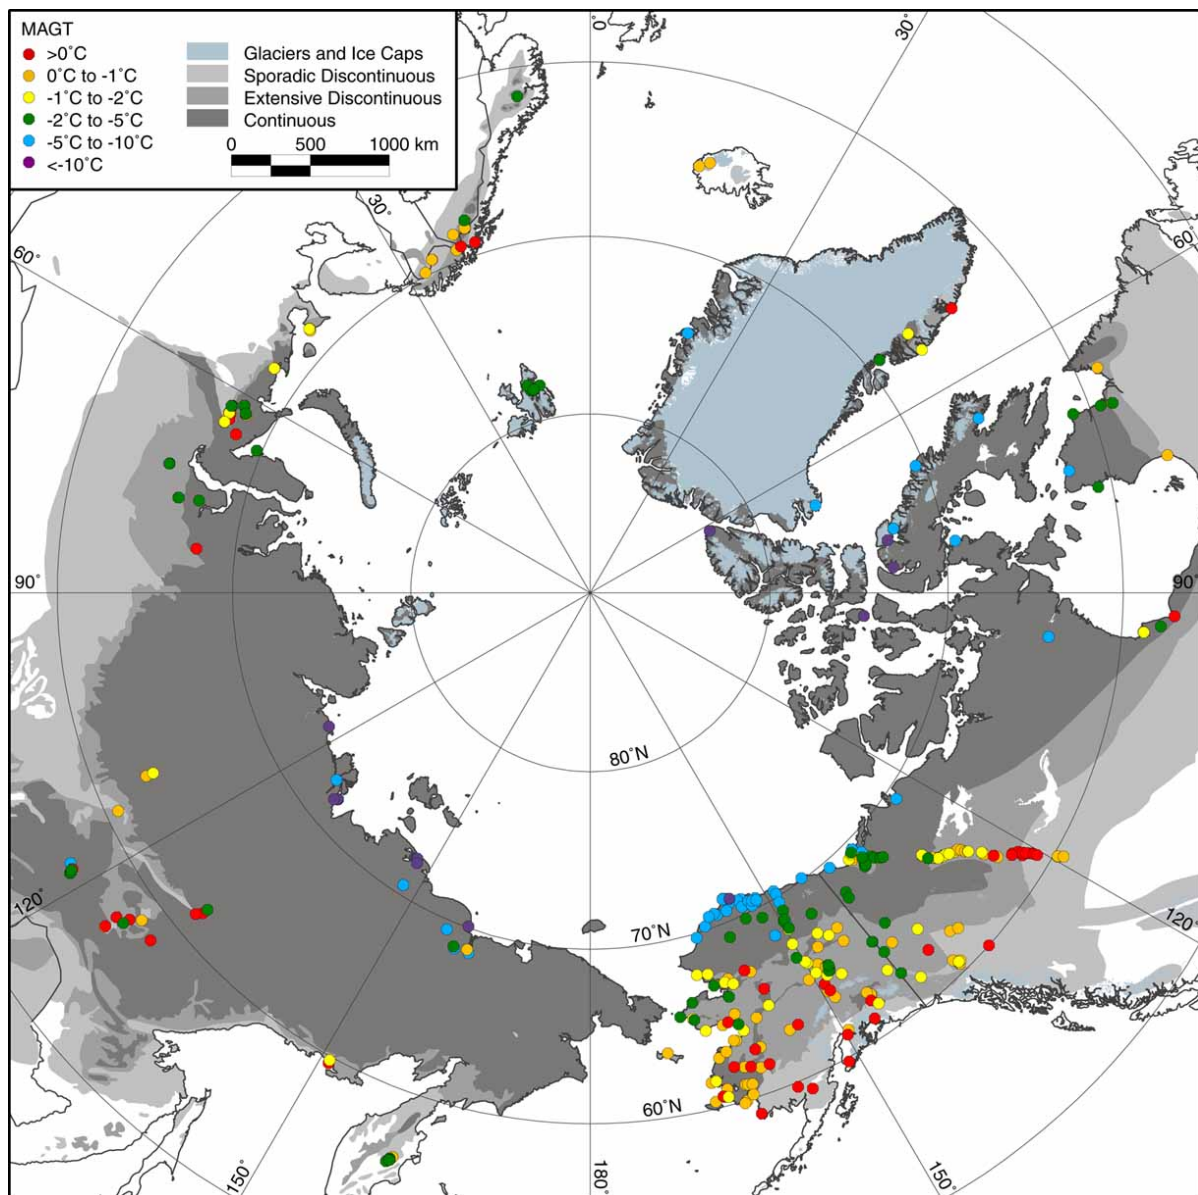 MAGT
>0˚C
0˚C to -1˚C
-1˚C to -2˚C
-2˚C to -5˚C
-5˚C to -10˚C
<-10˚C
Glaciers and Ice Caps
Sporadic Discontinuous
Extensive Discontinuous
Continuous
0 500 1000 km
0˚
30˚
30˚
60˚
60˚
90˚
90˚
80˚N
120˚
120˚
70˚N
60˚N
150˚
180˚
150˚